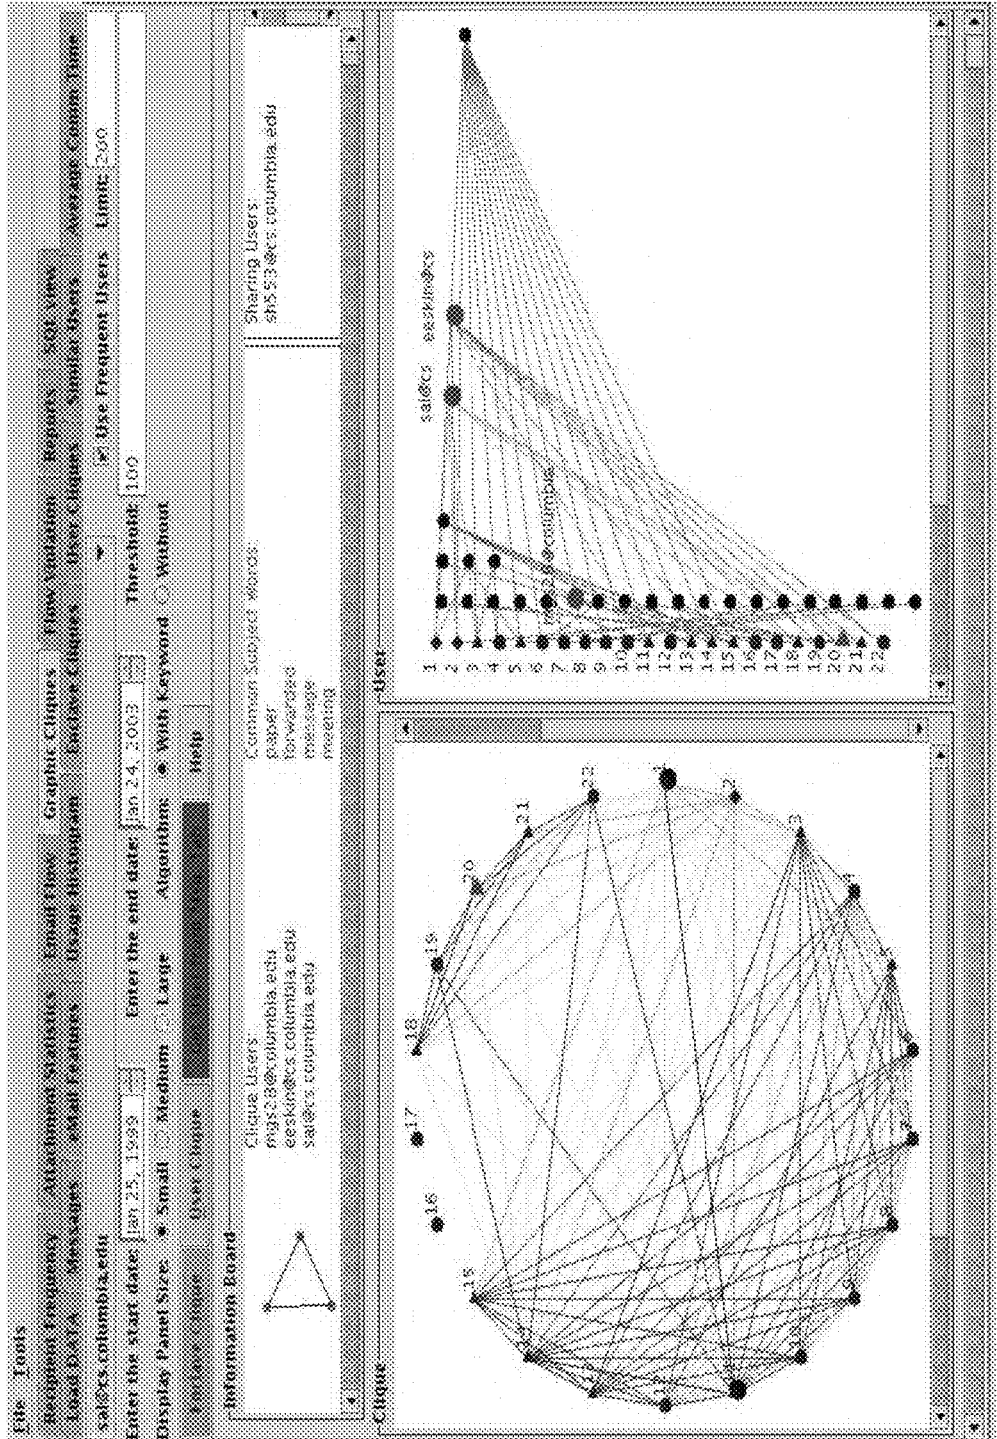 File Tools
Recipient Frequency Attachment Statistics Email Flow Graphic Cliques Flow Violation Reports SQL view
Load DATA Messages eMail Features Usage Histogram Enclave Cliques User Cliques Similar Users Average Comm Time
sal@cs.columbia.edu Use Frequent Users Limit: 200
Enter the start date: Jan 25, 1999 Enter the end date: Jan 24, 2003 Threshold: 100
Display Panel Size: Small Medium Large Algorithm: With Keyword Without
User Clique Help
Information Board
Clique Users:
mgs28@columbia.edu
eeskin@cs.columbia.edu
sal@cs.columbia.edu
Common Subject Words:
paper
forwarded
message
meeting
Sharing Users:
sh553@cs.columbia.edu
Clique
15
16
17
18
19
20
21
22
1
2
3
4
User
sal@cs eeskin@cs
1
2
3
4
5
6
7
8
9
10
11
12
13
14
15
16
17
18
19
20
21
22